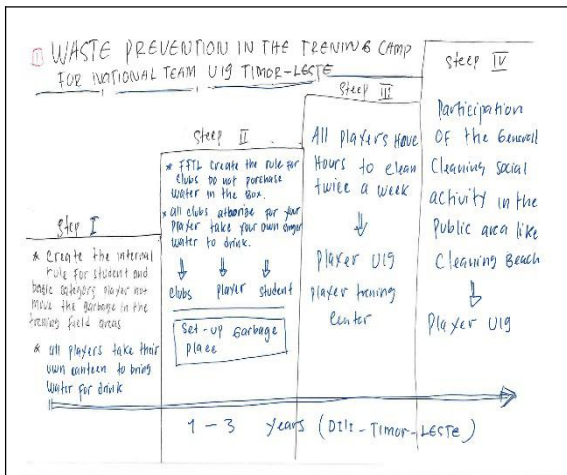 WASTE PREVENTION IN THE TRENING CAMP
FOR NATIONAL TEAM U19 TIMOR-LESTE
Step I
* Create the internal
rule for student and
basic category player not
move the garbage in the
trening field areas
* all players take their
own canteen to bring
water for drink
Steep II
* FFTL create the rule for
clubs do not purchase
water in the box.
* all clubs athorize for your
player take your own
water to drink.
clubs player student
Set-up Garbage
place
Steep III
All players have
Hours to clean
twice a week
Player U19
player trening
Center
Steep IV
Participation
Of the Generall
Cleaning social
activity in the
Public area like
Cleaning Beach
Player U19
1 - 3 years (Dili-Timor-Leste)